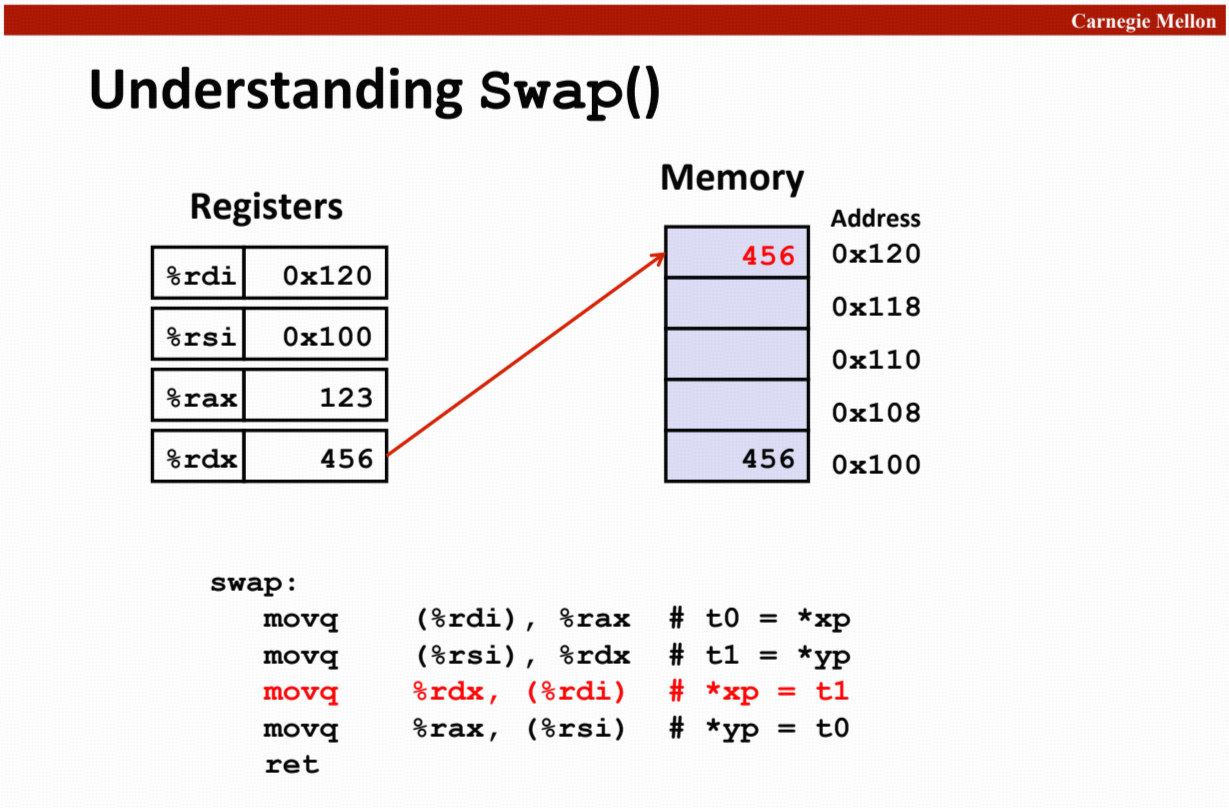 Carnegie Mellon
Understanding Swap()
Registers
%rdi 0x120
%rsi 0x100
%rax 123
%rdx 456
Memory
Address
456 0x120
0x118
0x110
0x108
456 0x100
swap:
movq (%rdi), %rax # t0 = *xp
movq (%rsi), %rdx # t1 = *yp
movq %rdx, (%rdi) # *xp = t1
movq %rax, (%rsi) # *yp = t0
ret